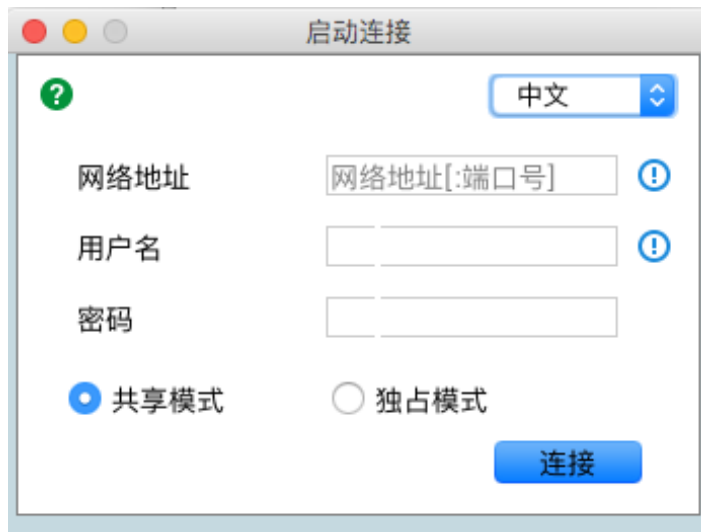 启动连接
中文
网络地址 网络地址[:端口号]
用户名
密码
共享模式 独占模式
连接